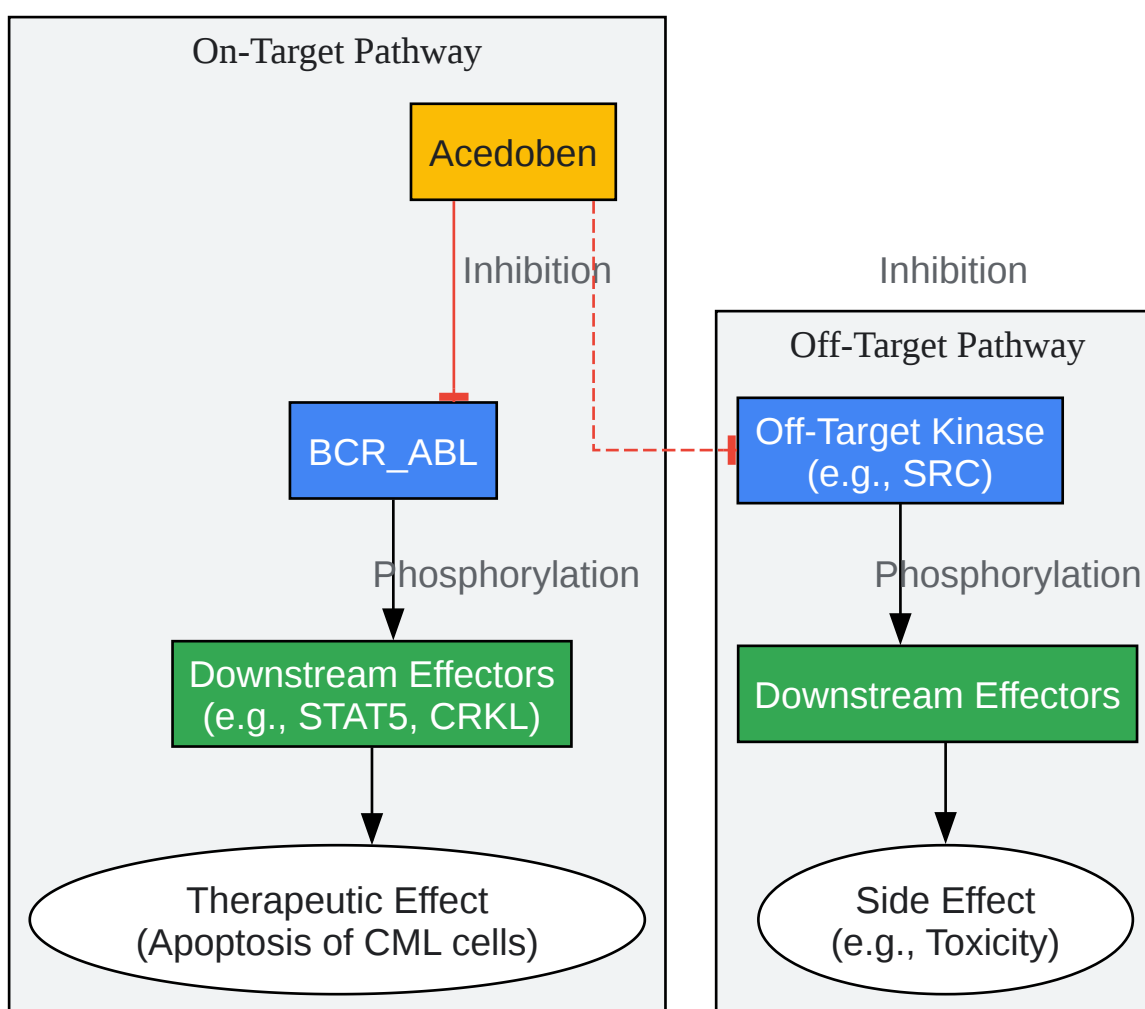 On-Target Pathway
Acedoben
Inhibition
BCR_ABL
Phosphorylation
Downstream Effectors
(e.g., STAT5, CRKL)
Therapeutic Effect
(Apoptosis of CML cells)
Inhibition
Off-Target Pathway
Off-Target Kinase
(e.g., SRC)
Phosphorylation
Downstream Effectors
Side Effect
(e.g., Toxicity)